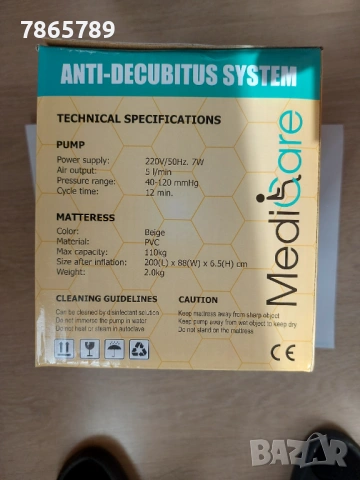 7865789
ANTI-DECUBITUS SYSTEM
TECHNICAL SPECIFICATIONS
PUMP
Power supply: 220V/50Hz. 7W
Air output: 5 l/min
Pressure range: 40-120 mmHg
Cycle time: 12 min.
MATTERESS
Color: Beige
Material: PVC
Max capacity: 110kg
Size after inflation: 200(L) x 88(W) x 6.5(H) cm
Weight: 2.0kg
CLEANING GUIDELINES
Can be cleaned by disinfectant solution
Do not immerse the pump in water
Do not heat or steam in autoclave
CAUTION
Keep mattress away from sharp object
Keep pump away from wet object to keep dry
Do not stand on the mattress
MediCare
CE
BAZAR
bg